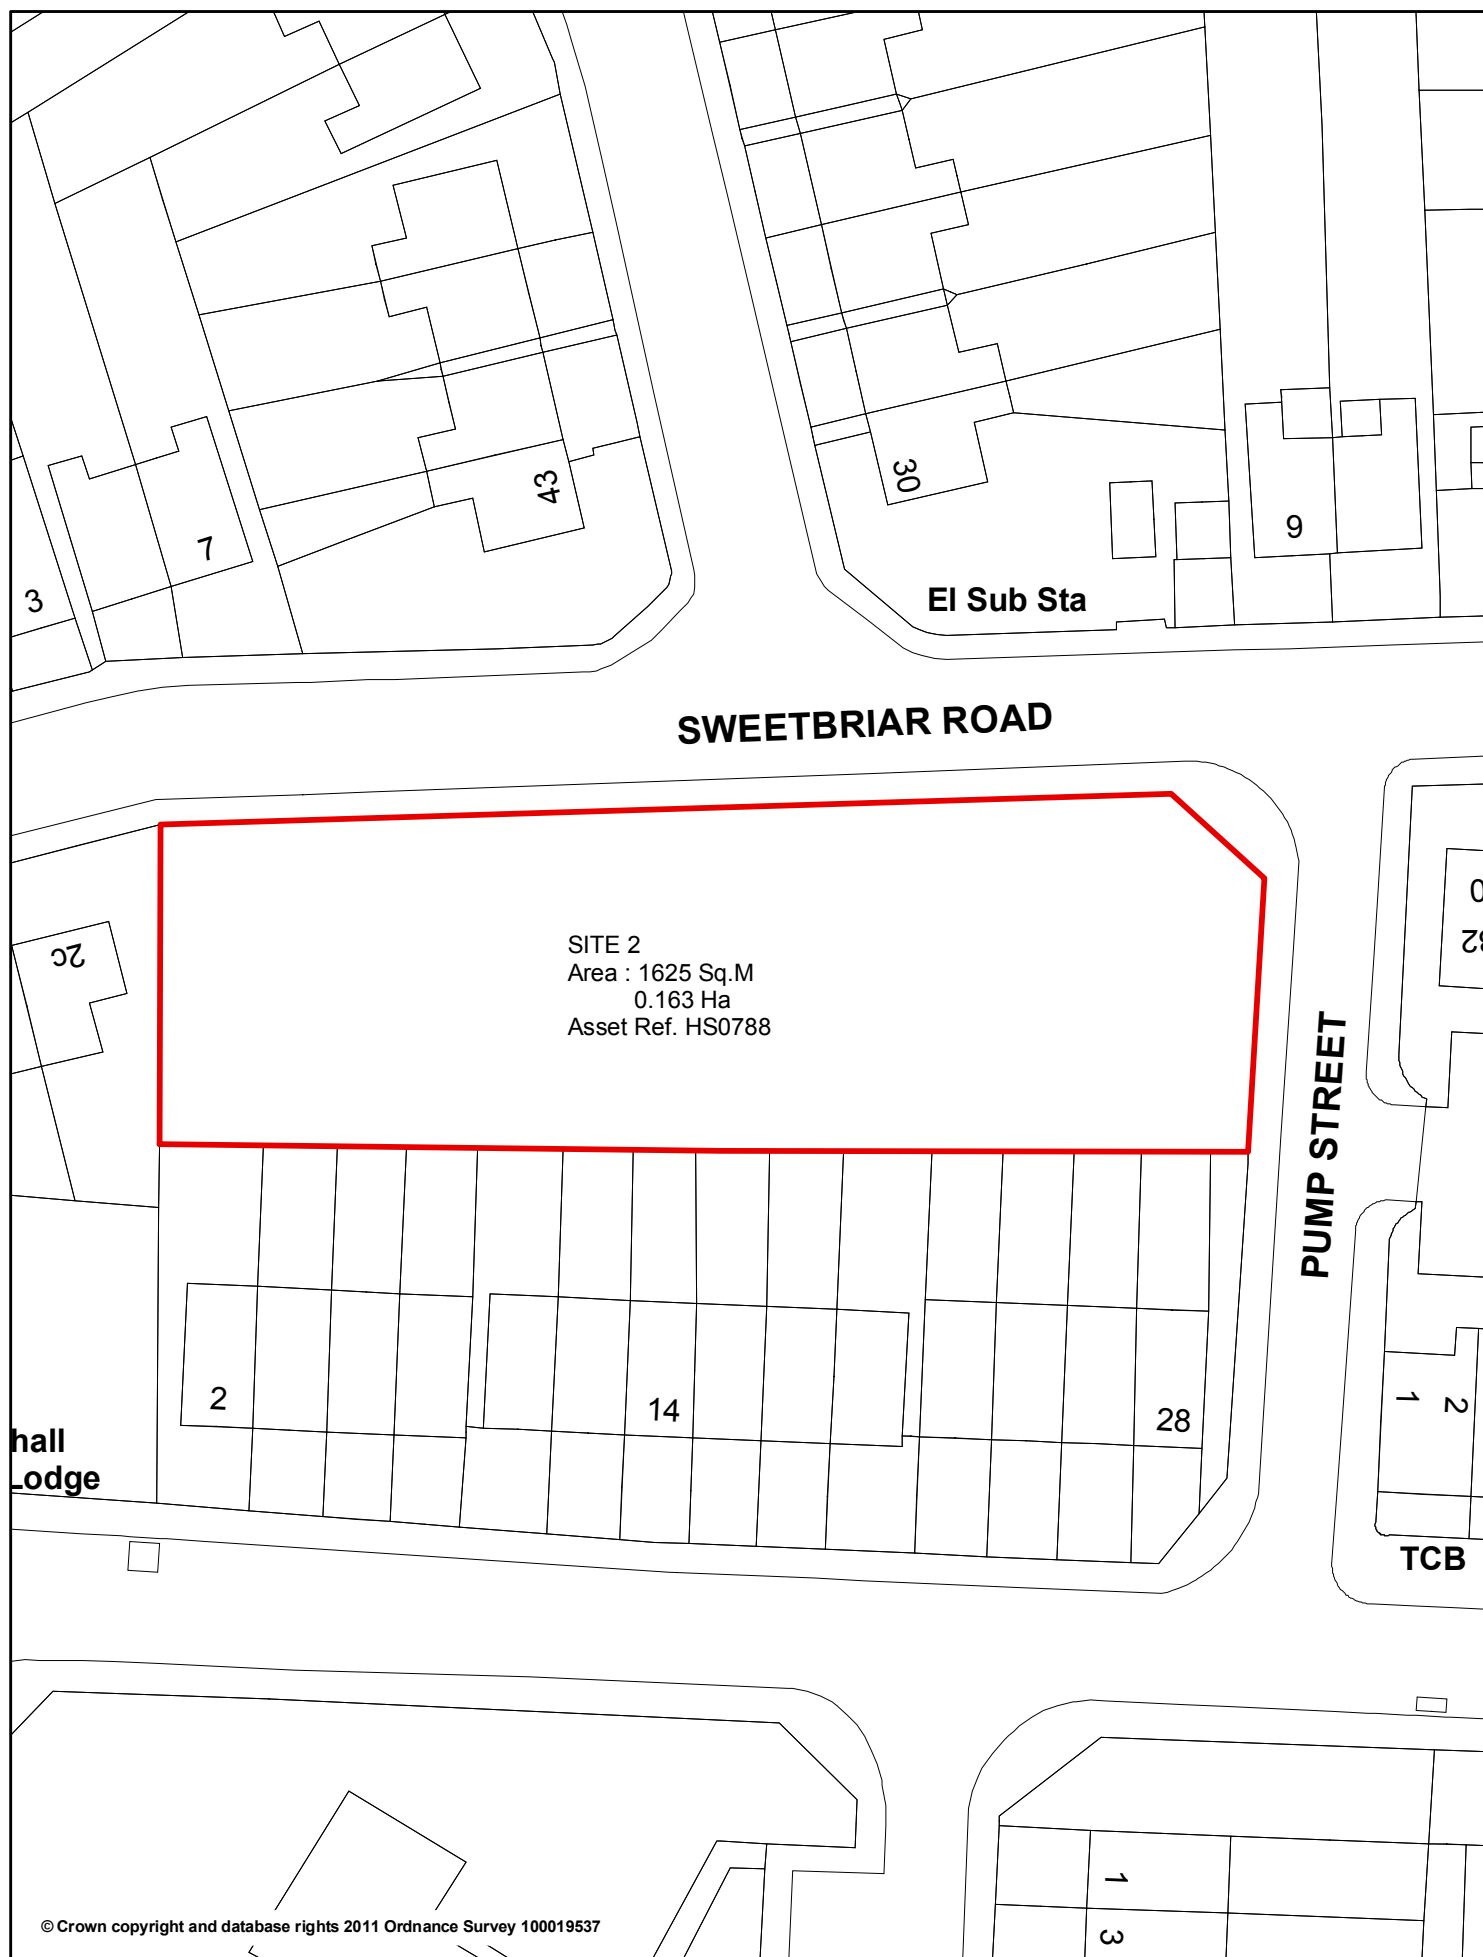 43
30
7
9
3
El Sub Sta
SWEETBRIAR ROAD
2c
SITE 2
Area : 1625 Sq.M
0.163 Ha
Asset Ref. HS0788
PUMP STREET
2
14
28
1
2
hall
Lodge
TCB
1
3
© Crown copyright and database rights 2011 Ordnance Survey 100019537